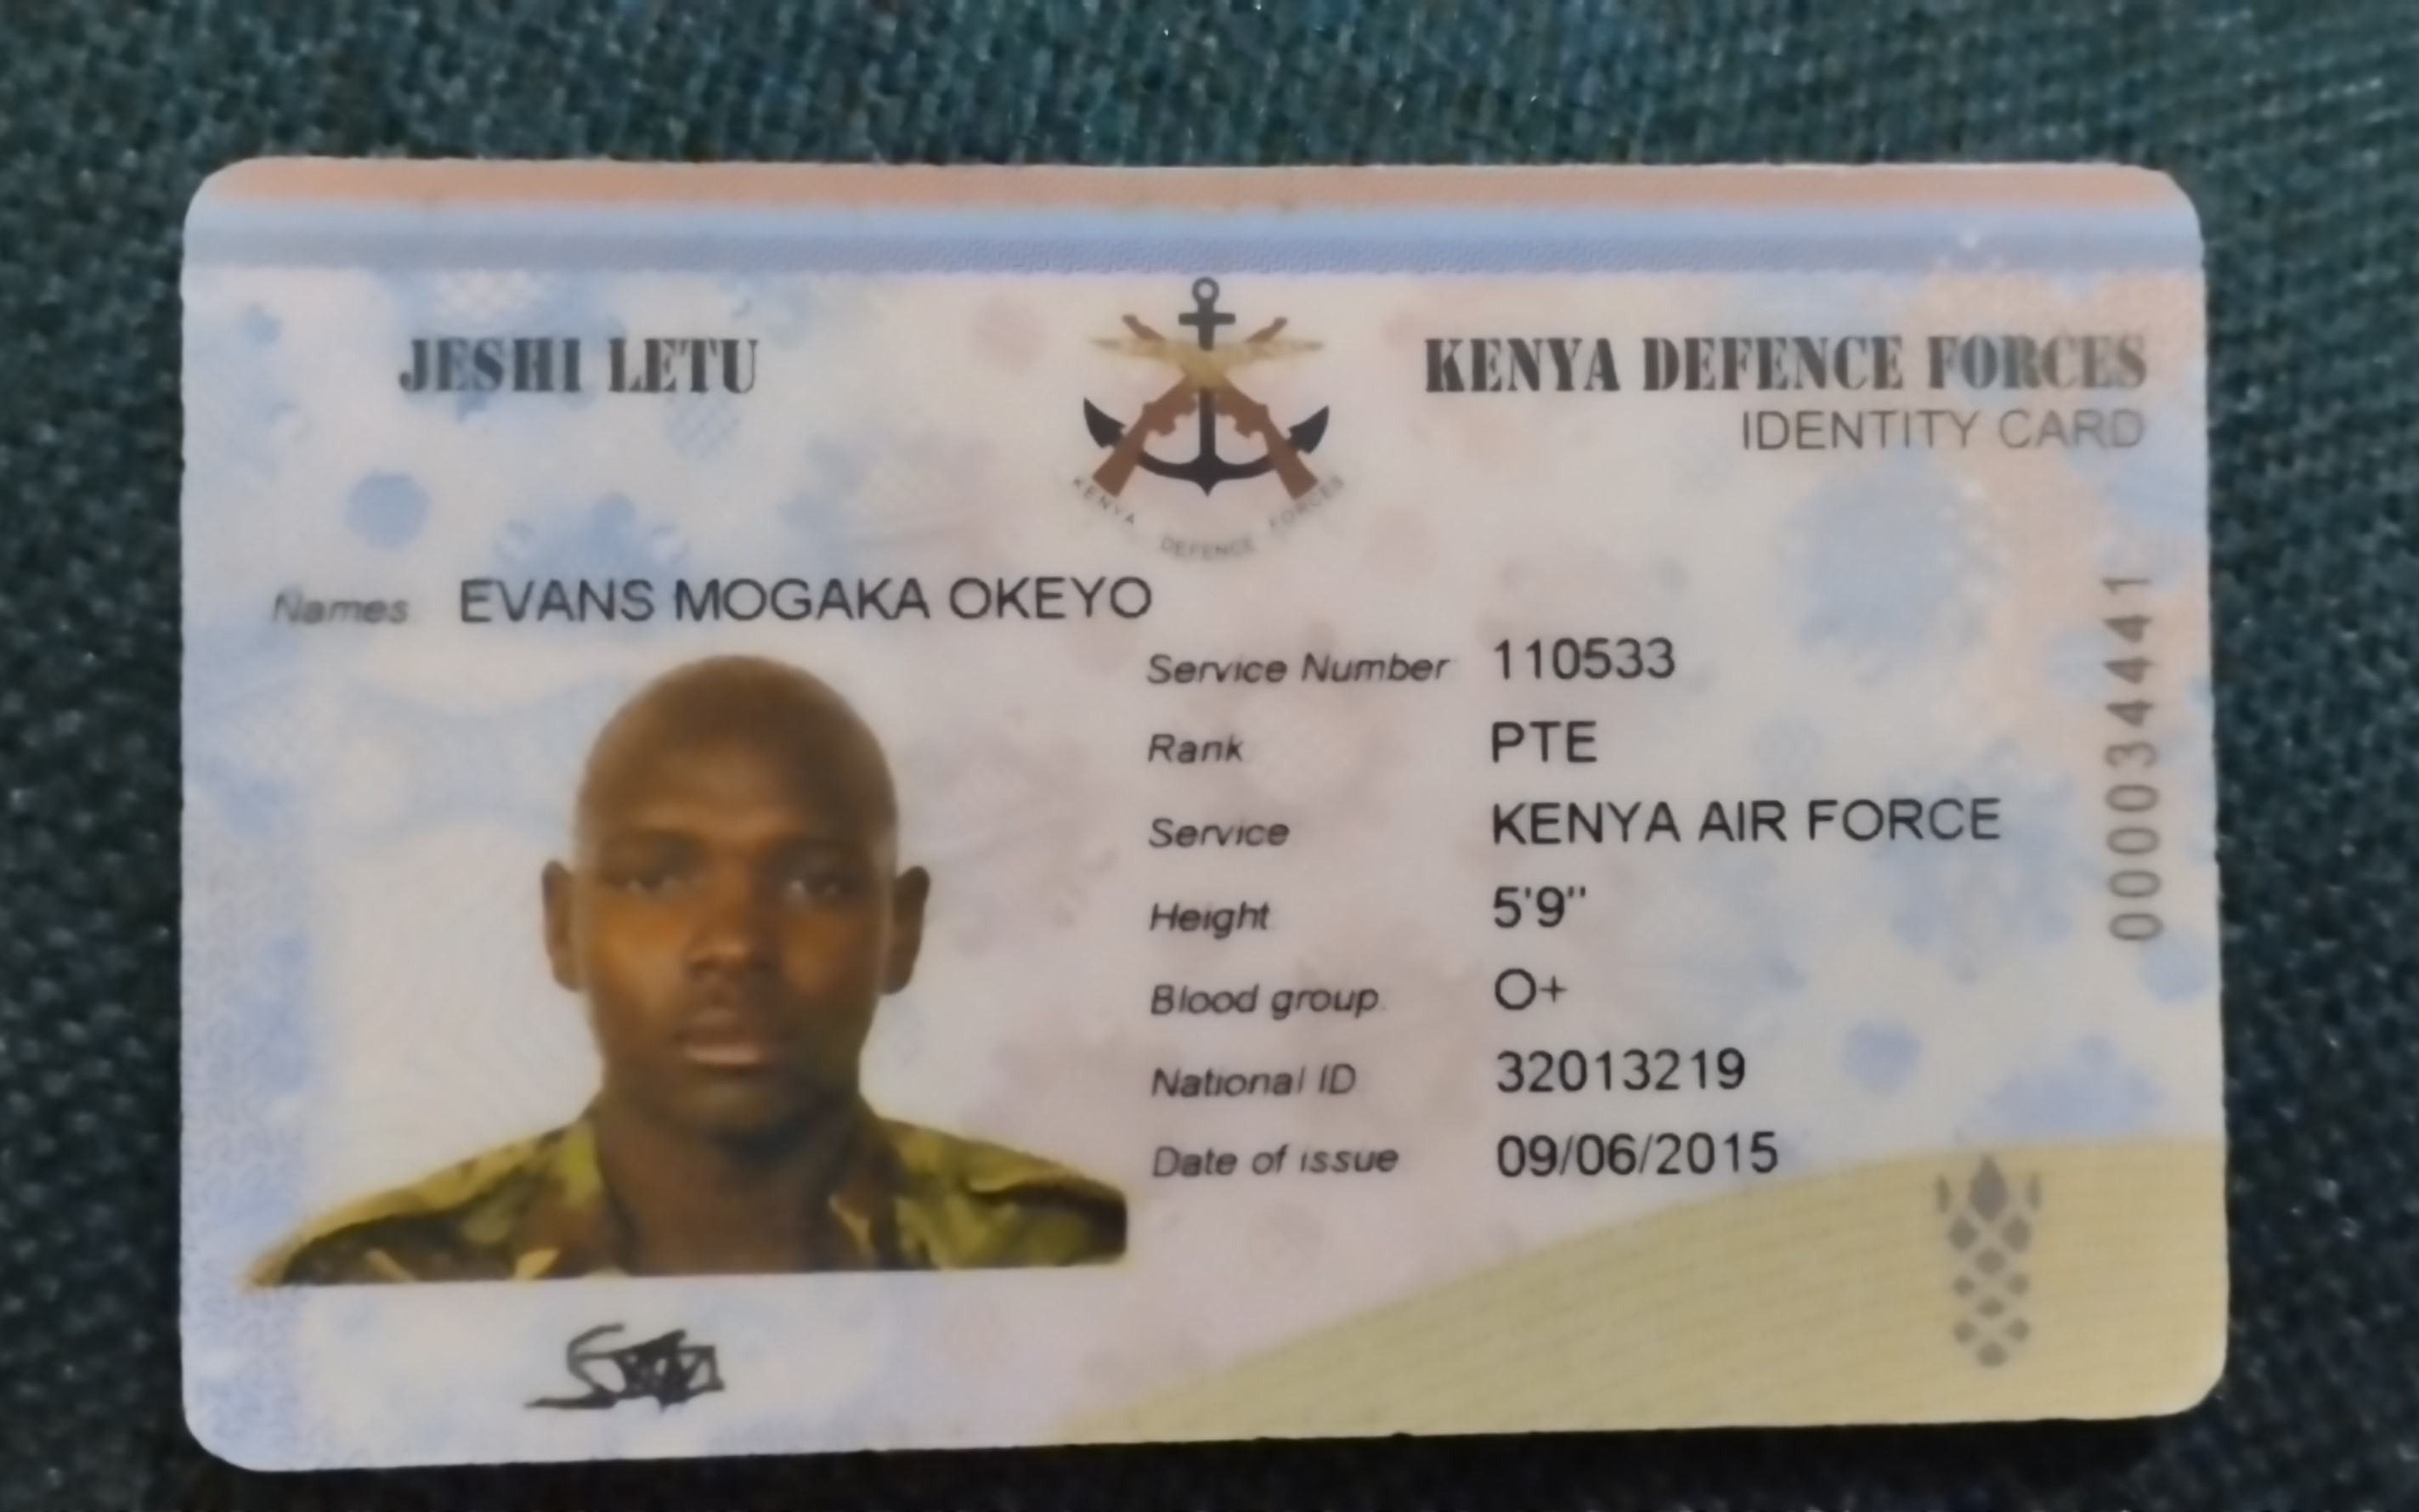 JESHI LETU
KENYA DEFENCE FORCES
IDENTITY CARD
KENYA DEFENCE FORCES
Names EVANS MOGAKA OKEYO
Service Number 110533
Rank PTE
Service KENYA AIR FORCE
Height 5'9"
Blood group O+
National ID 32013219
Date of issue 09/06/2015
0000344441